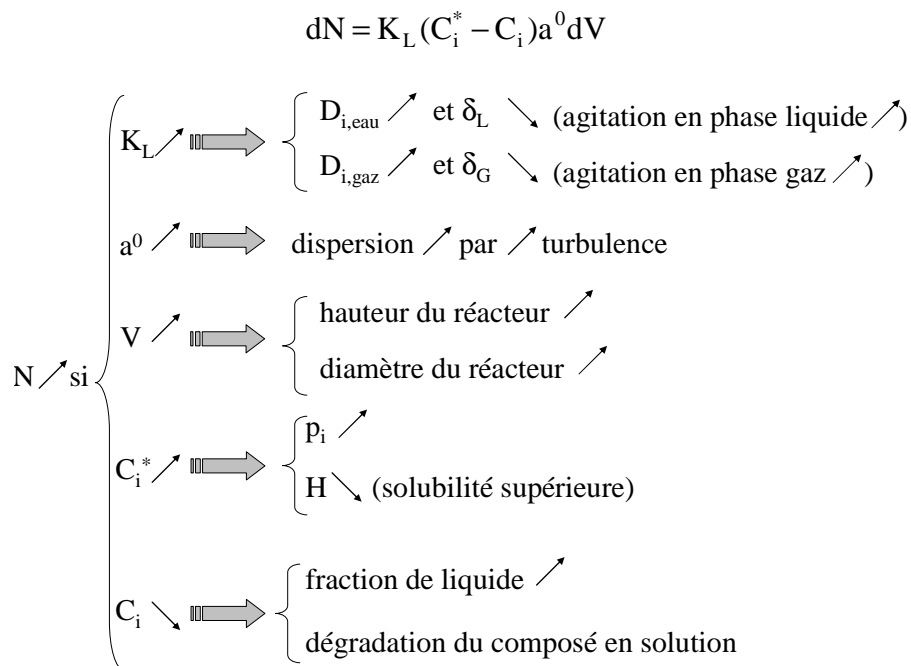 dN = K_L (C_i^* – C_i) a^0 dV
K_L ↗ D_i,eau ↗ et δ_L ↘ (agitation en phase liquide ↗)
D_i,gaz ↗ et δ_G ↘ (agitation en phase gaz ↗)
a^0 ↗ dispersion ↗ par ↗ turbulence
V ↗ hauteur du réacteur ↗
diamètre du réacteur ↗
N ↗ si
C_i^* ↗ p_i ↗
H ↘ (solubilité supérieure)
C_i ↘ fraction de liquide ↗
dégradation du composé en solution